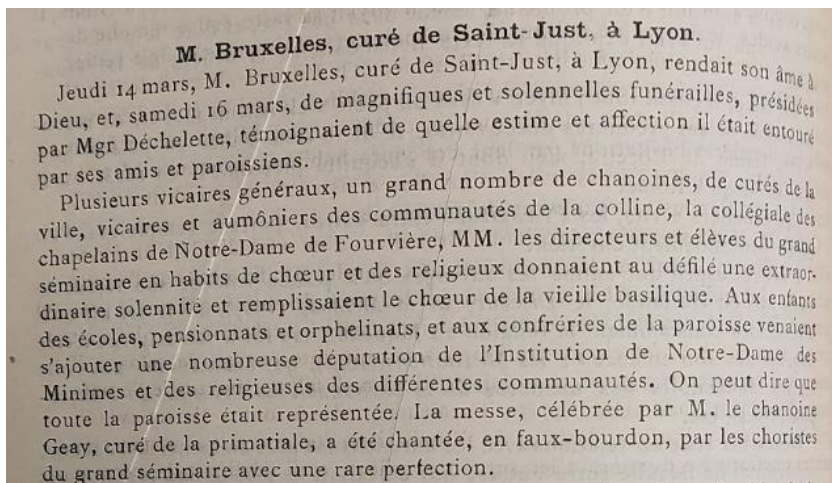 M. Bruxelles, curé de Saint-Just, à Lyon.
Jeudi 14 mars, M. Bruxelles, curé de Saint-Just, à Lyon, rendait son âme à
Dieu, et, samedi 16 mars, de magnifiques et solennelles funérailles, présidées
par Mgr Déchelette, témoignaient de quelle estime et affection il était entouré
par ses amis et paroissiens.
Plusieurs vicaires généraux, un grand nombre de chanoines, de curés de la
ville, vicaires et aumôniers des communautés de la colline, la collégiale des
chapelains de Notre-Dame de Fourvière, MM. les directeurs et élèves du grand
séminaire en habits de chœur et des religieux donnaient au défilé une extraor-
dinaire solennite et remplissaient le chœur de la vieille basilique. Aux enfants
des écoles, pensionnats et orphelinats, et aux confréries de la paroisse venaient
s'ajouter une nombreuse députation de l'Institution de Notre-Dame des
Minimes et des religieuses des différentes communautés. On peut dire que
toute la paroisse était représentée. La messe, célébrée par M. le chanoine
Geay, curé de la primatiale, a été chantée, en faux-bourdon, par les choristes
du grand séminaire avec une rare perfection.